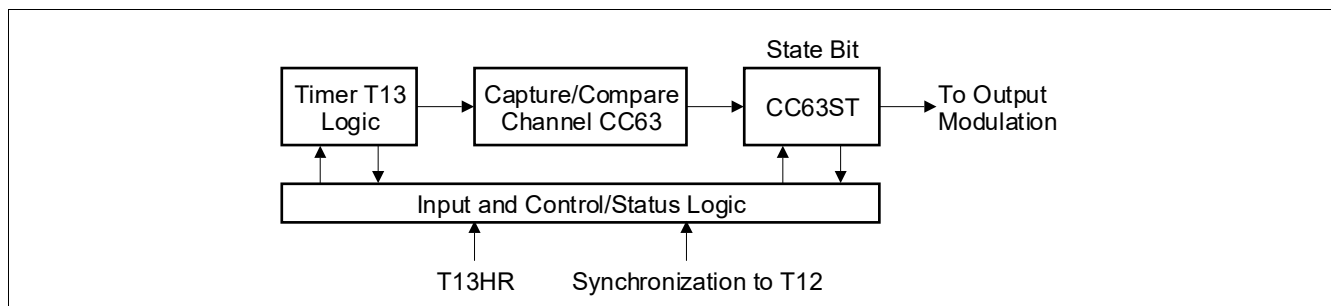 State Bit
Timer T13
Logic
Capture/Compare
Channel CC63
CC63ST
To Output
Modulation
Input and Control/Status Logic
T13HR
Synchronization to T12